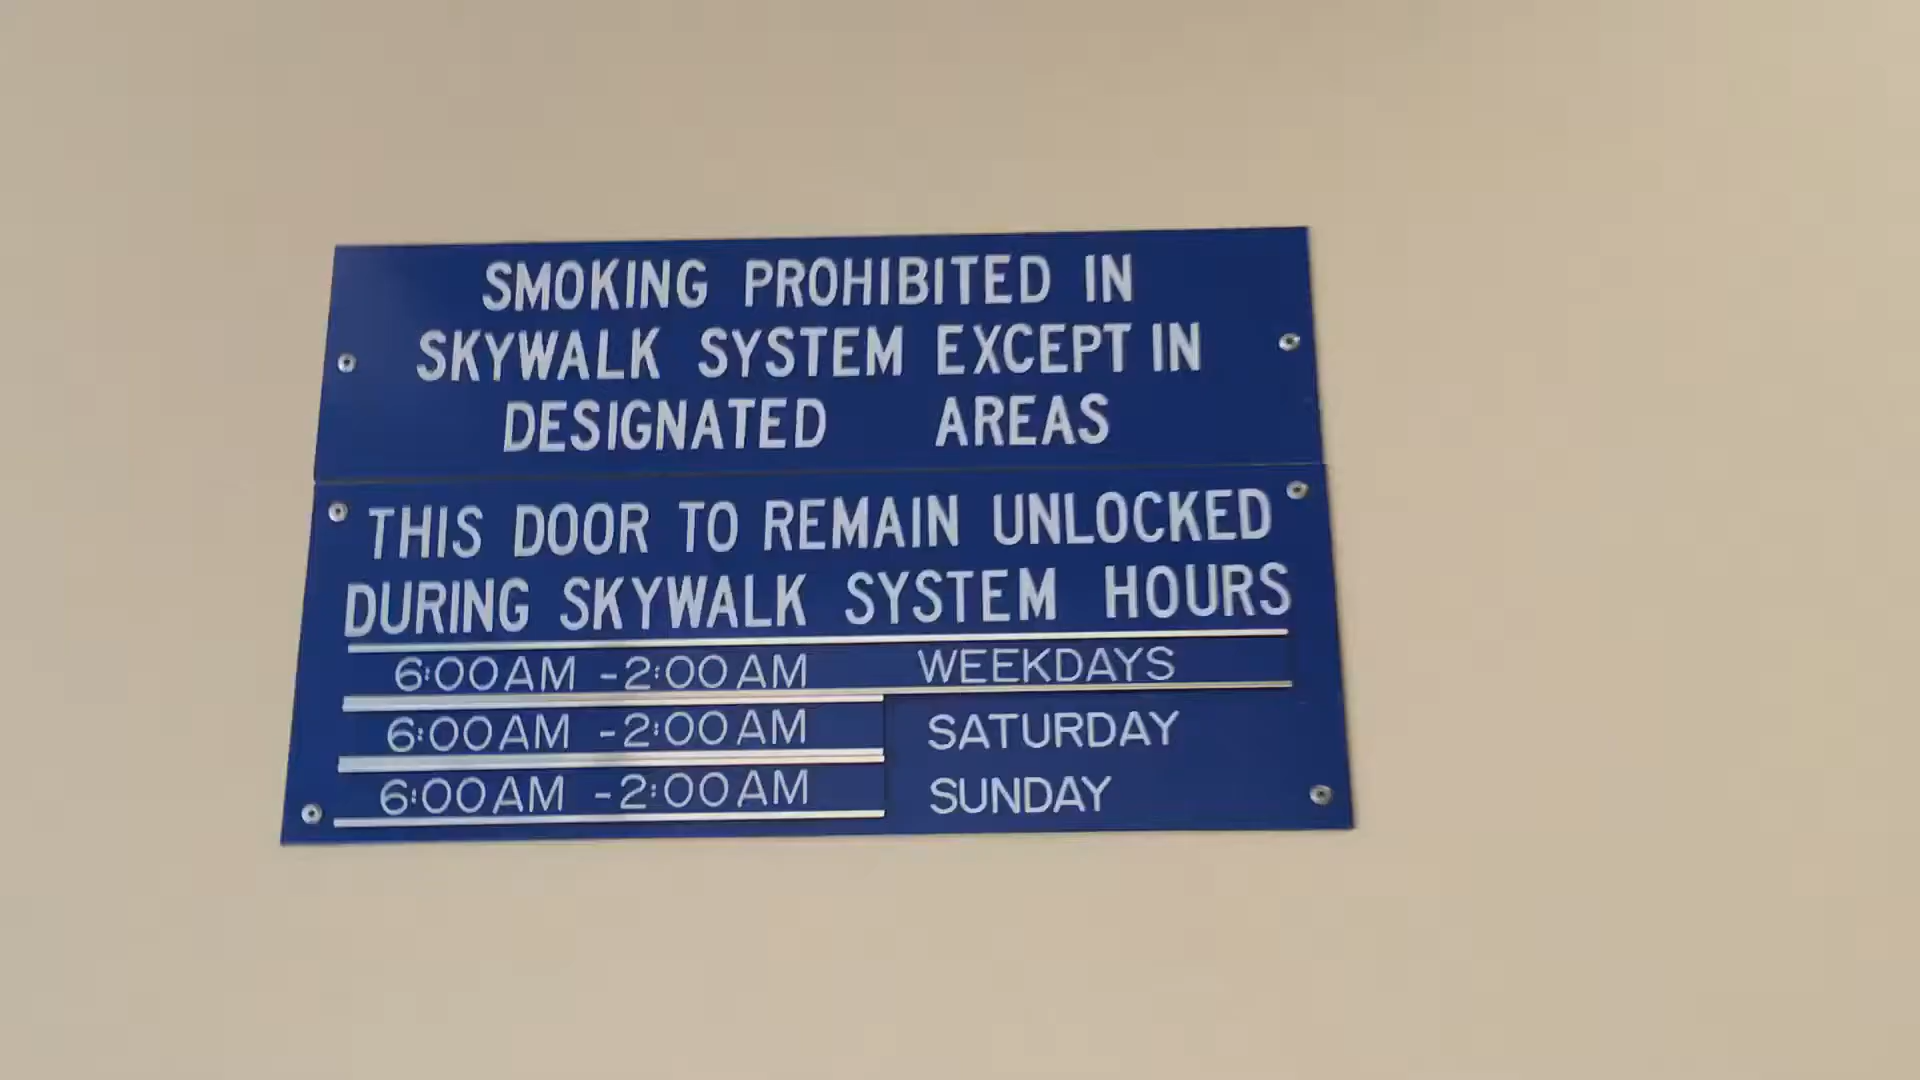 SMOKING PROHIBITED IN
SKYWALK SYSTEM EXCEPT IN
DESIGNATED AREAS
THIS DOOR TO REMAIN UNLOCKED
DURING SKYWALK SYSTEM HOURS
6:00AM -2:00AM WEEKDAYS
6:00AM -2:00AM SATURDAY
6:00AM -2:00AM SUNDAY